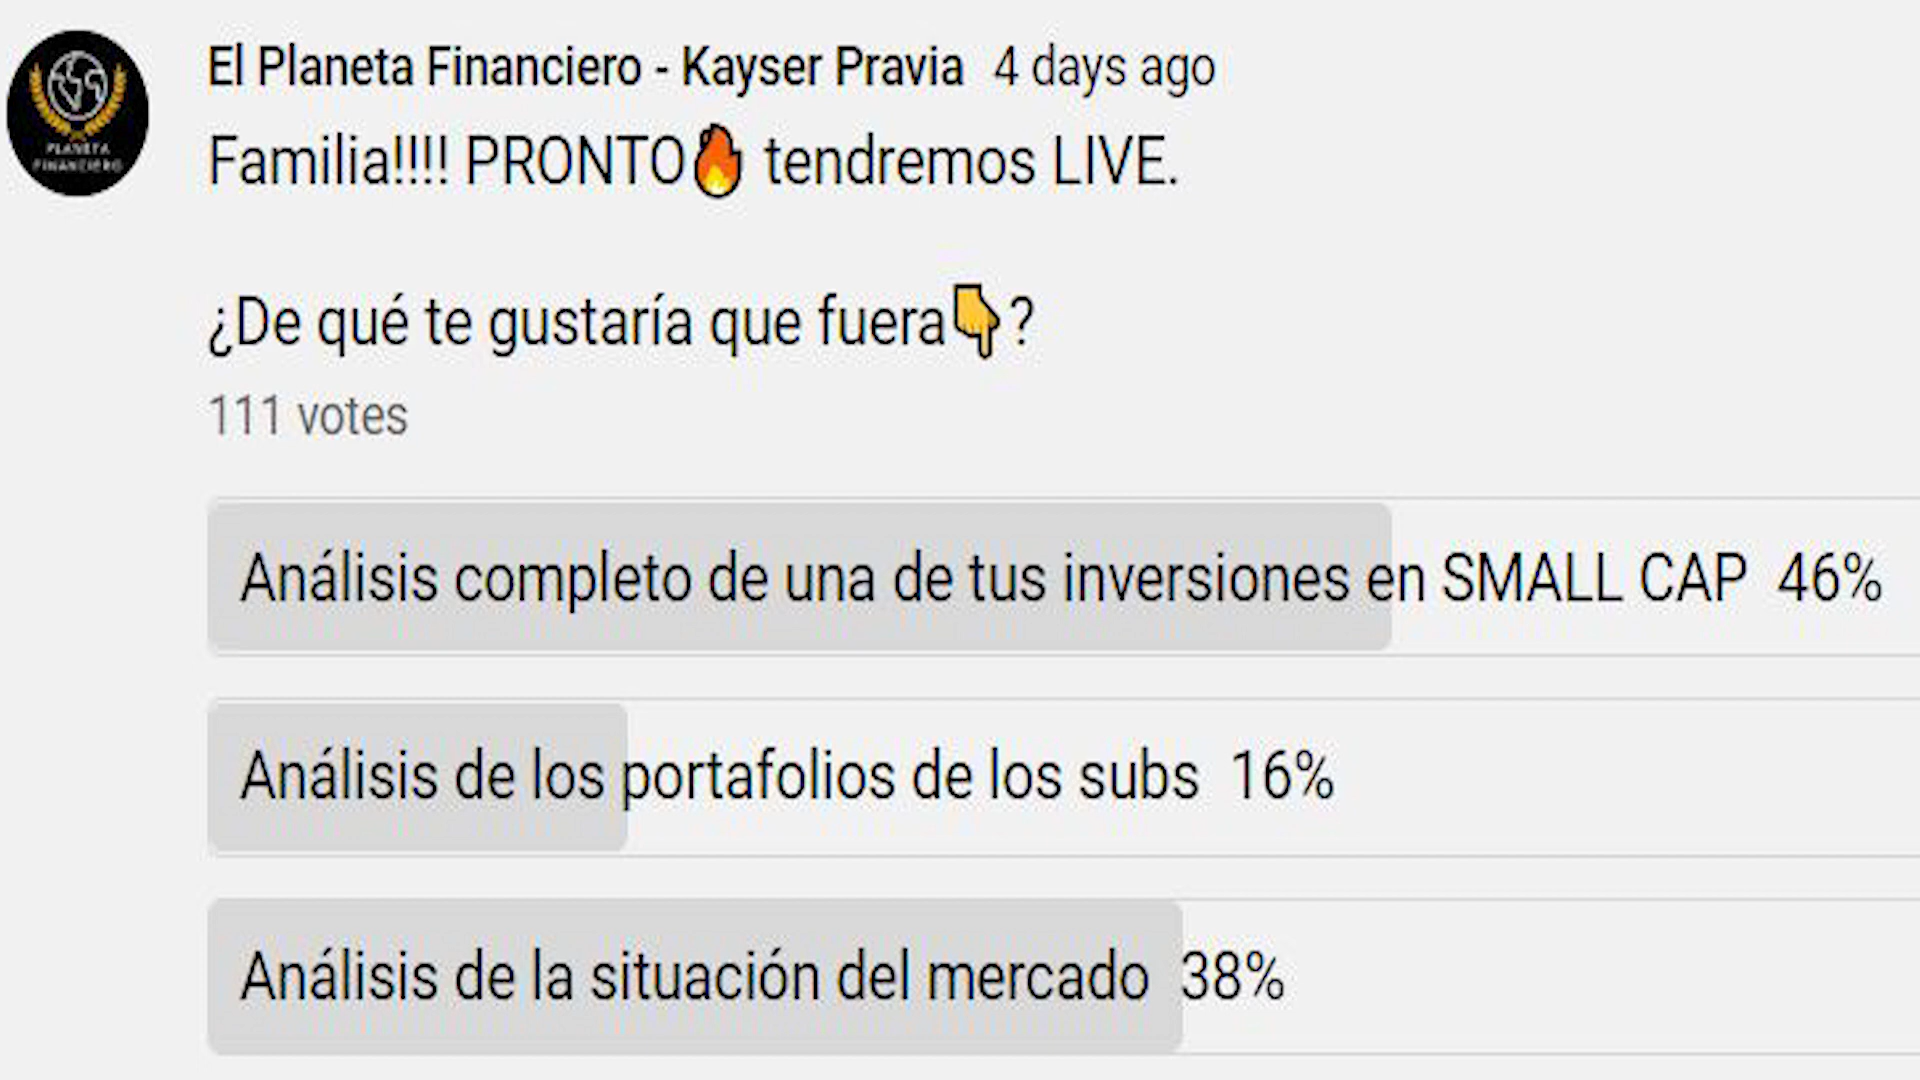 El Planeta Financiero - Kayser Pravia 4 days ago
PLANETA
FINANCIERO
Familia!!!! PRONTO🔥 tendremos LIVE.
¿De qué te gustaría que fuera👇?
111 votes
Análisis completo de una de tus inversiones en SMALL CAP 46%
Análisis de los portafolios de los subs 16%
Análisis de la situación del mercado 38%